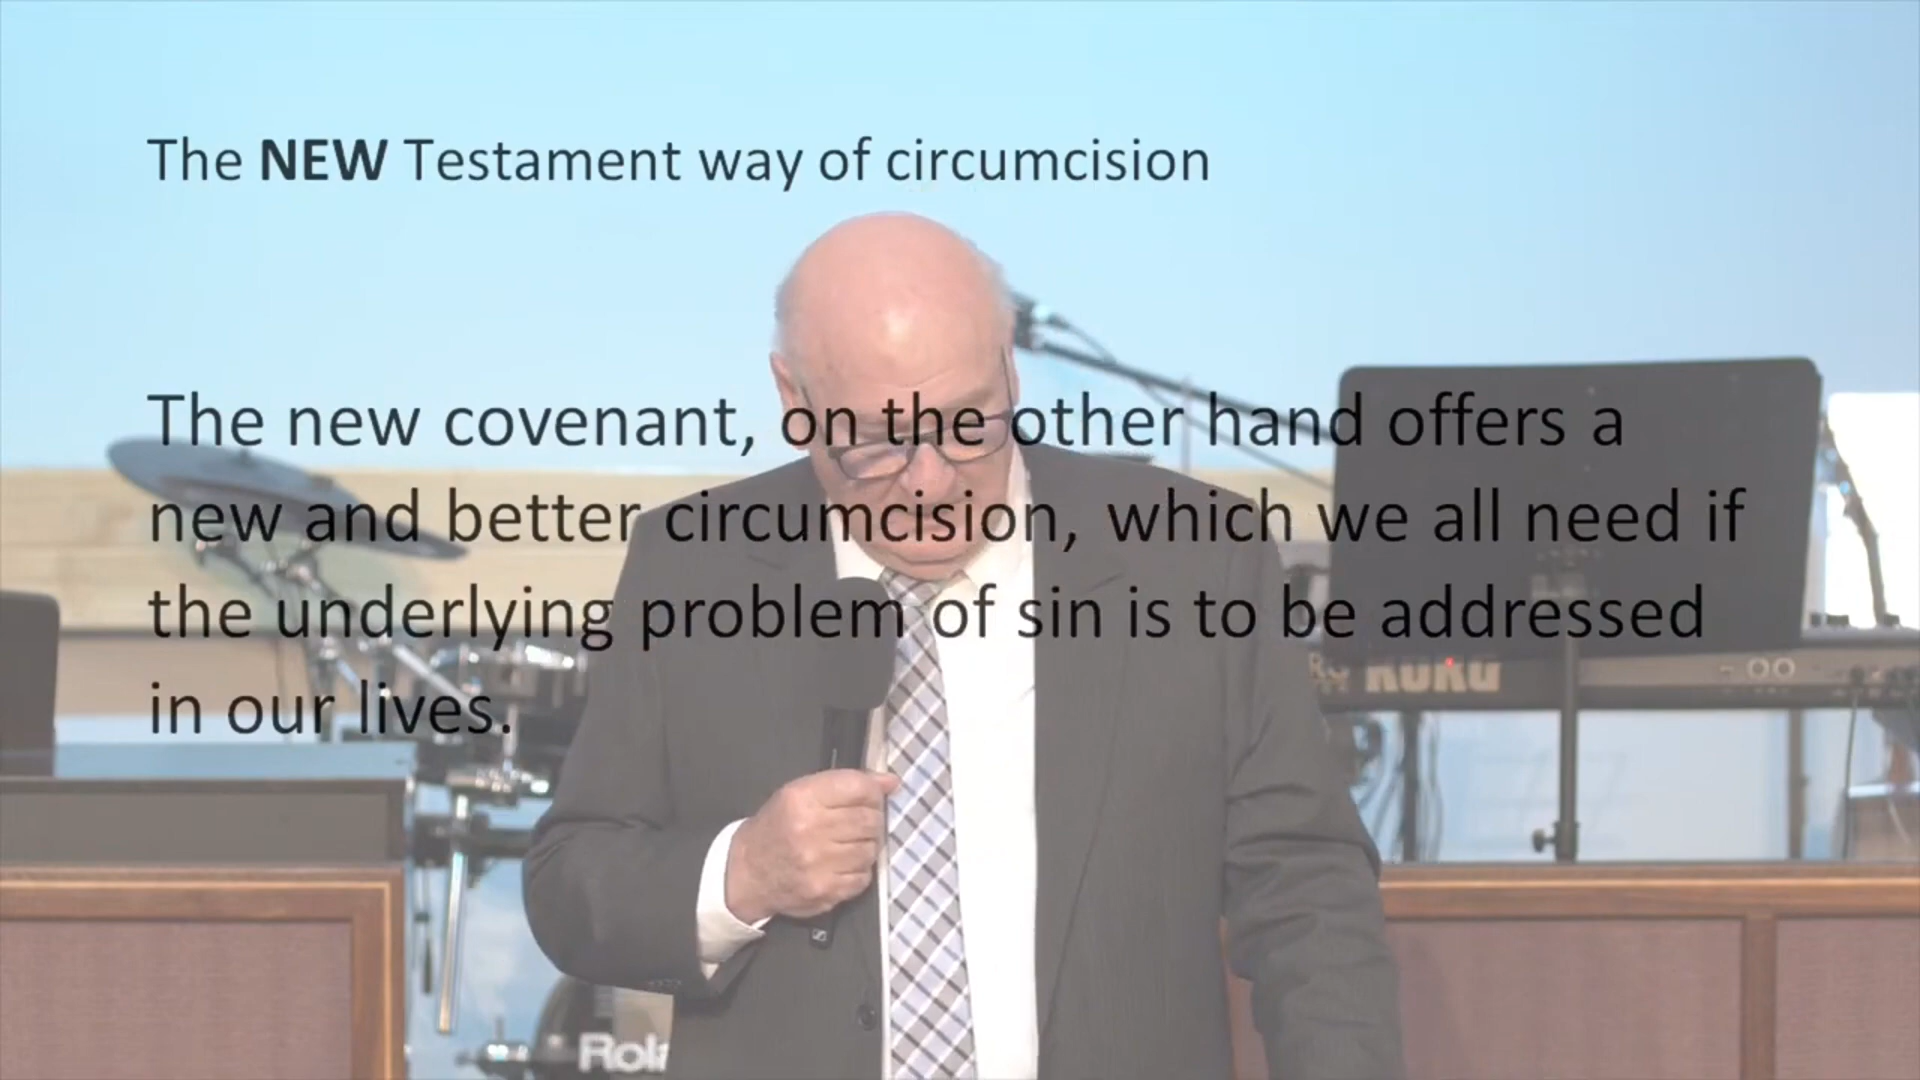 The NEW Testament way of circumcision
The new covenant, on the other hand offers a
new and better circumcision, which we all need if
the underlying problem of sin is to be addressed
in our lives.
KORG
Rol